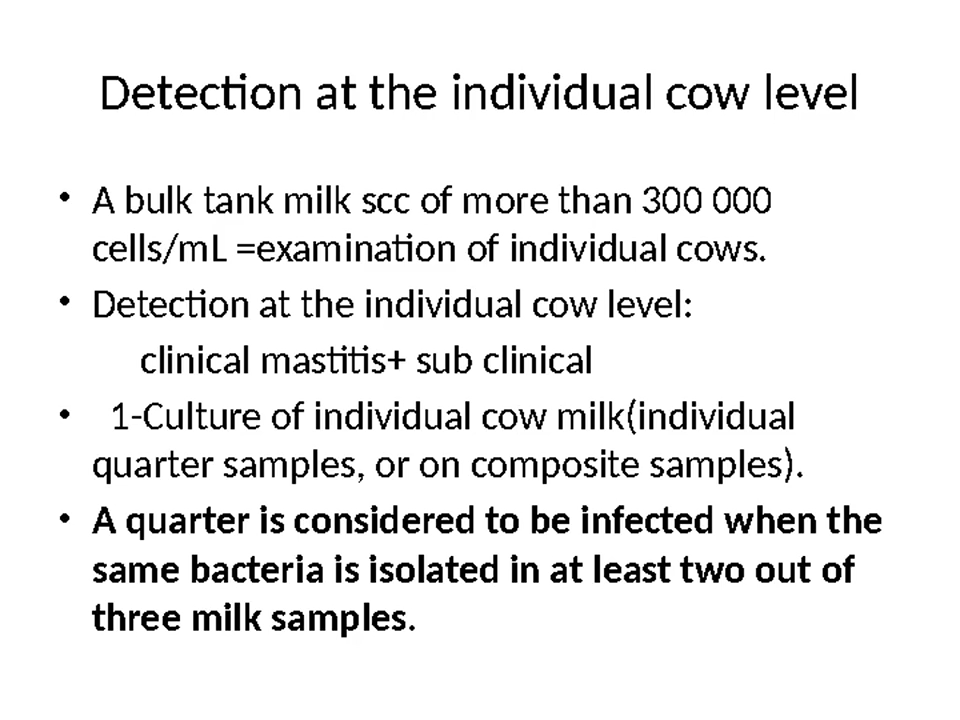 Detection at the individual cow level
• A bulk tank milk scc of more than 300 000
cells/mL =examination of individual cows.
• Detection at the individual cow level:
clinical mastitis+ sub clinical
• 1-Culture of individual cow milk(individual
quarter samples, or on composite samples).
• A quarter is considered to be infected when the
same bacteria is isolated in at least two out of
three milk samples.